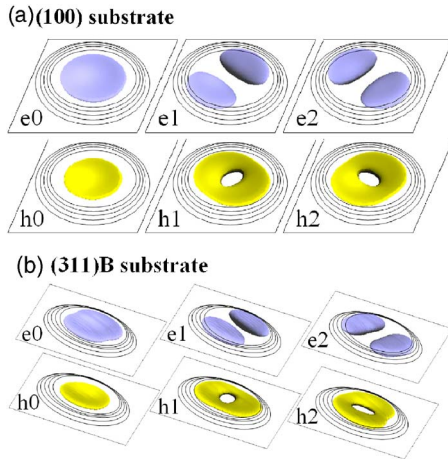 (a) (100) substrate
e0 e1 e2
h0 h1 h2
(b) (311)B substrate
e0 e1 e2
h0 h1 h2